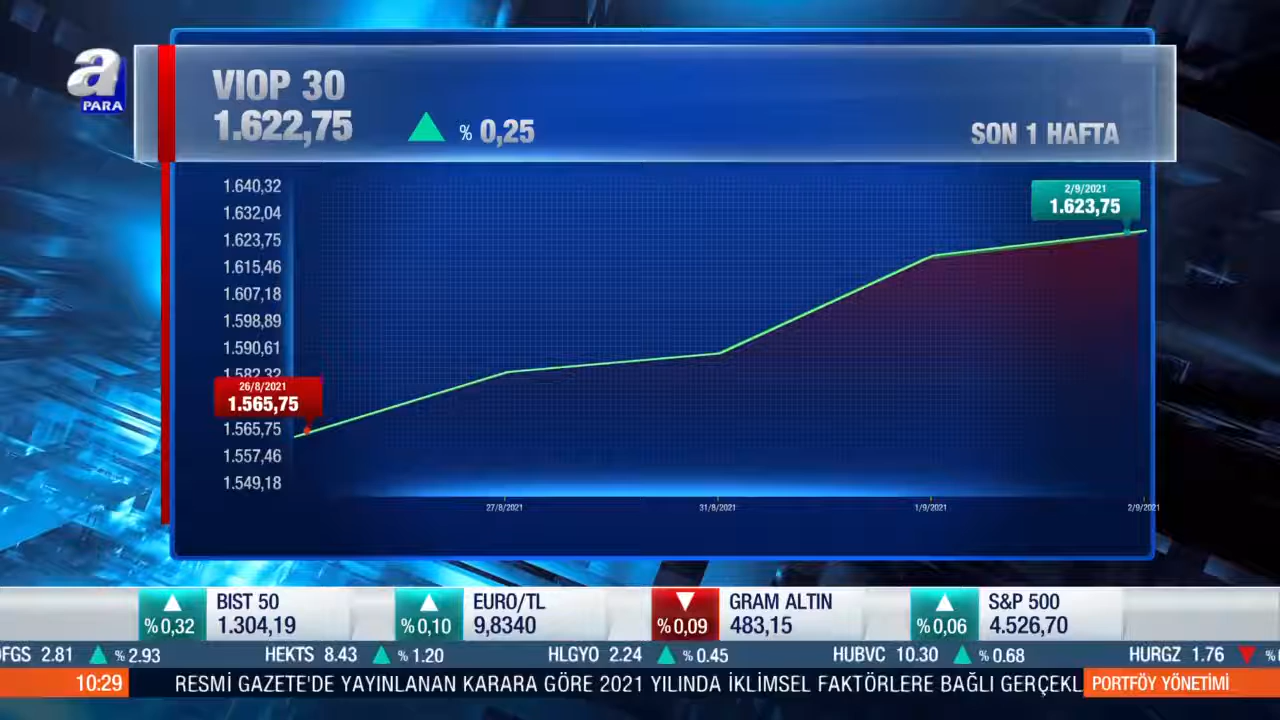 a
PARA
VIOP 30
1.622,75
% 0,25
SON 1 HAFTA
1.640,32
1.632,04
1.623,75
1.615,46
1.607,18
1.598,89
1.590,61
1.582,32
1.565,75
1.557,46
1.549,18
2/9/2021
1.623,75
26/8/2021
1.565,75
27/8/2021
31/8/2021
1/9/2021
2/9/2021
% 0,32
BIST 50
1.304,19
% 0,10
EURO/TL
9,8340
% 0,09
GRAM ALTIN
483,15
% 0,06
S&P 500
4.526,70
OFGS 2.81 % 2.93 HEKTS 8.43 % 1.20 HLGYO 2.24 % 0.45 HUBVC 10.30 % 0.68 HURGZ 1.76 %
10:29 RESMİ GAZETE'DE YAYINLANAN KARARA GÖRE 2021 YILINDA İKLİMSEL FAKTÖRLERE BAĞLI GERÇEKL PORTFÖY YÖNETİMİ